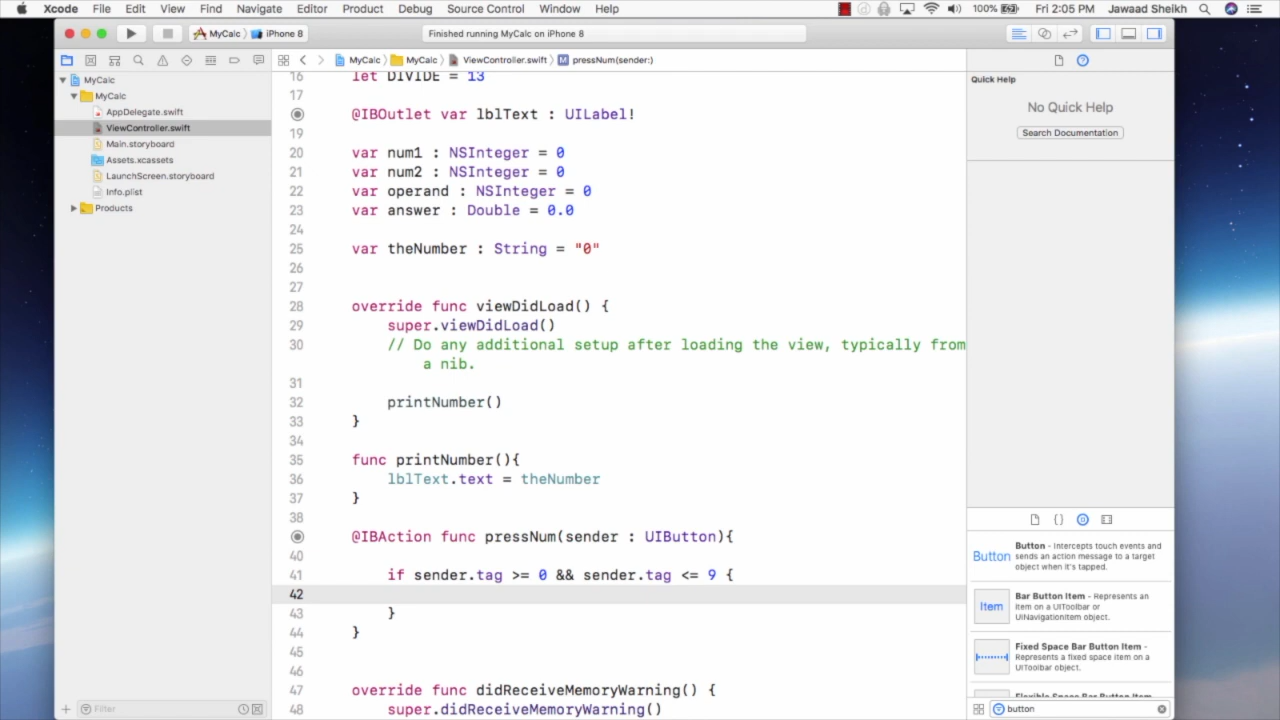 Xcode File Edit View Find Navigate Editor Product Debug Source Control Window Help 100% Fri 2:05 PM Jawaad Sheikh
MyCalc iPhone 8 Finished running MyCalc on iPhone 8
MyCalc MyCalc ViewController.swift pressNum(sender:)
MyCalc
MyCalc
AppDelegate.swift
ViewController.swift
Main.storyboard
Assets.xcassets
LaunchScreen.storyboard
Info.plist
Products
Filter
16 let DIVIDE = 13
17
@IBOutlet var lblText : UILabel!
19
20 var num1 : NSInteger = 0
21 var num2 : NSInteger = 0
22 var operand : NSInteger = 0
23 var answer : Double = 0.0
24
25 var theNumber : String = "0"
26
27
28 override func viewDidLoad() {
29 super.viewDidLoad()
30 // Do any additional setup after loading the view, typically from
a nib.
31
32 printNumber()
33 }
34
35 func printNumber(){
36 lblText.text = theNumber
37 }
38
@IBAction func pressNum(sender : UIButton){
40
41 if sender.tag >= 0 && sender.tag <= 9 {
42
43 }
44 }
45
46
47 override func didReceiveMemoryWarning() {
48 super.didReceiveMemoryWarning()
Quick Help
No Quick Help
Search Documentation
{ }
Button
Button - Intercepts touch events and
sends an action message to a target
object when it's tapped.
Item
Bar Button Item - Represents an
item on a UIToolbar or
UINavigationItem object.
Fixed Space Bar Button Item -
Represents a fixed space item on a
UIToolbar object.
Flexible Space Bar Button Item
button